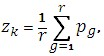 z_k = \frac{1}{r} \sum_{g=1}^{r} p_g,